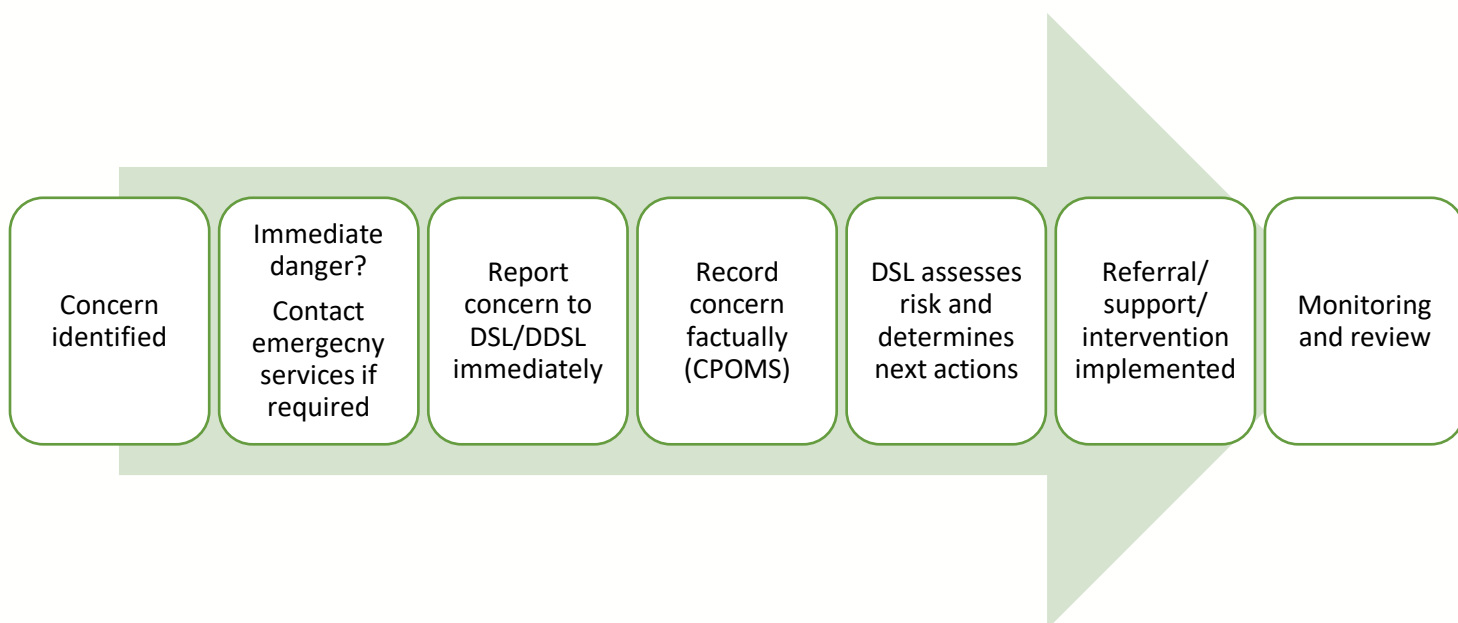 Concern
identified
Immediate
danger?
Contact
emergecny
services if
required
Report
concern to
DSL/DDSL
immediately
Record
concern
factually
(CPOMS)
DSL assesses
risk and
determines
next actions
Referral/
support/
intervention
implemented
Monitoring
and review